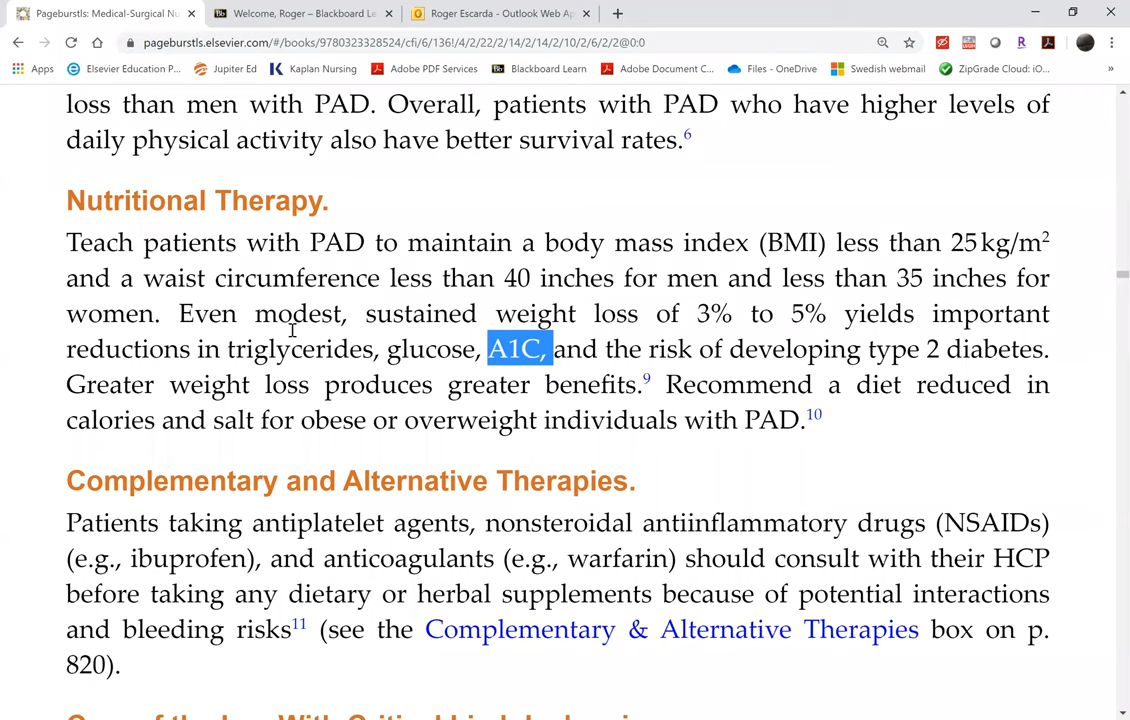 Pageburstls: Medical-Surgical Nu
Welcome, Roger – Blackboard Le
Roger Escarda - Outlook Web Ap
pageburstls.elsevier.com/#/books/9780323328524/cfi/6/136!/4/2/22/2/14/2/14/2/10/2/6/2/2@0:0
Apps
Elsevier Education P...
Jupiter Ed
Kaplan Nursing
Adobe PDF Services
Blackboard Learn
Adobe Document C...
Files - OneDrive
Swedish webmail
ZipGrade Cloud: iO...
»
loss than men with PAD. Overall, patients with PAD who have higher levels of
daily physical activity also have better survival rates.6
Nutritional Therapy.
Teach patients with PAD to maintain a body mass index (BMI) less than 25 kg/m2
and a waist circumference less than 40 inches for men and less than 35 inches for
women. Even modest, sustained weight loss of 3% to 5% yields important
reductions in triglycerides, glucose, A1C, and the risk of developing type 2 diabetes.
Greater weight loss produces greater benefits.9 Recommend a diet reduced in
calories and salt for obese or overweight individuals with PAD.10
Complementary and Alternative Therapies.
Patients taking antiplatelet agents, nonsteroidal antiinflammatory drugs (NSAIDs)
(e.g., ibuprofen), and anticoagulants (e.g., warfarin) should consult with their HCP
before taking any dietary or herbal supplements because of potential interactions
and bleeding risks11 (see the Complementary & Alternative Therapies box on p.
820).